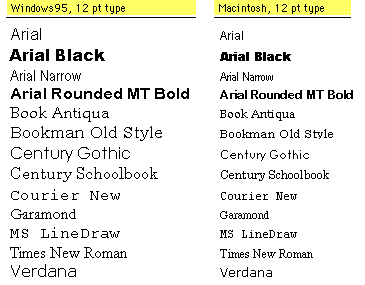 Windows95, 12 pt type
Arial
Arial Black
Arial Narrow
Arial Rounded MT Bold
Book Antiqua
Bookman Old Style
Century Gothic
Century Schoolbook
Courier New
Garamond
MS LineDraw
Times New Roman
Verdana
Macintosh, 12 pt type
Arial
Arial Black
Arial Narrow
Arial Rounded MT Bold
Book Antiqua
Bookman Old Style
Century Gothic
Century Schoolbook
Courier New
Garamond
MS LineDraw
Times New Roman
Verdana